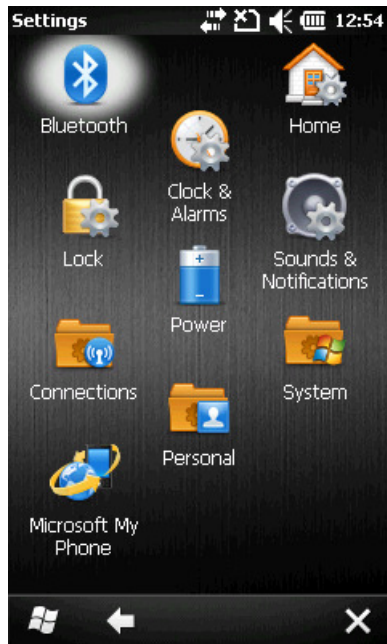 Settings 12:54
Bluetooth
Home
Clock &
Alarms
Lock
Sounds &
Notifications
Power
Connections
System
Personal
Microsoft My
Phone